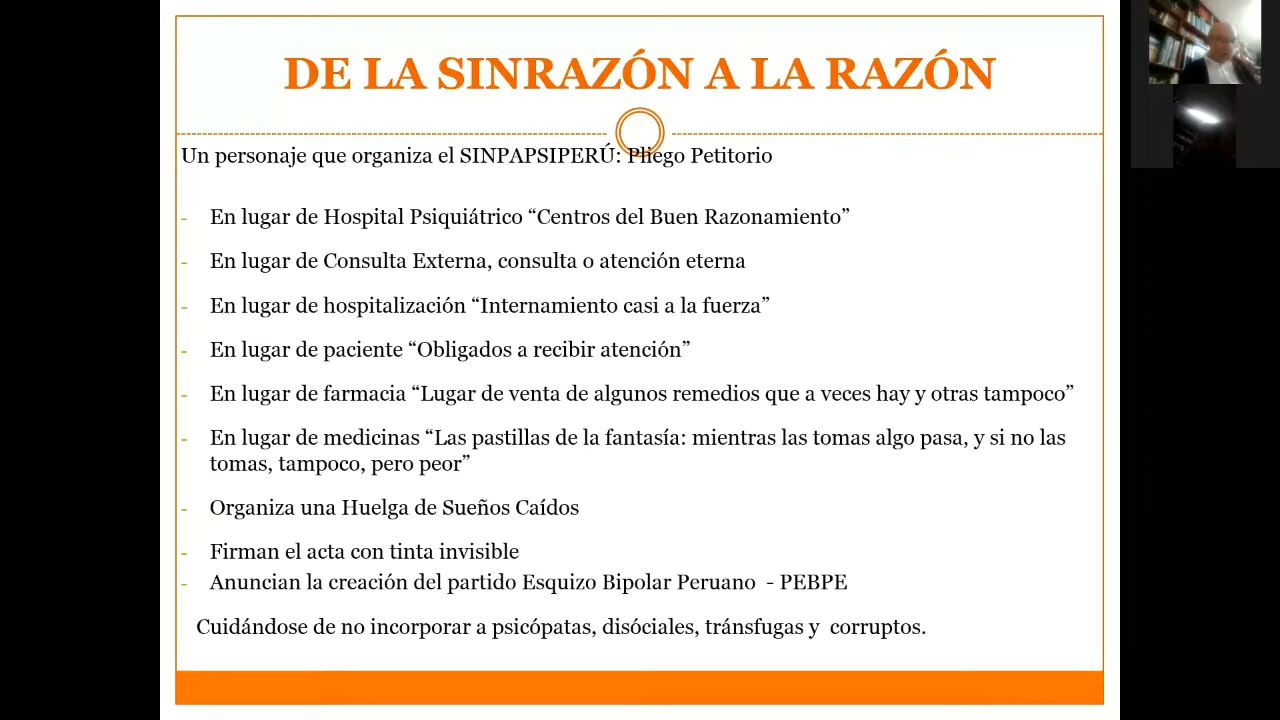 DE LA SINRAZÓN A LA RAZÓN
Un personaje que organiza el SINPAPSIPERÚ: Pliego Petitorio
- En lugar de Hospital Psiquiátrico “Centros del Buen Razonamiento”
- En lugar de Consulta Externa, consulta o atención eterna
- En lugar de hospitalización “Internamiento casi a la fuerza”
- En lugar de paciente “Obligados a recibir atención”
- En lugar de farmacia “Lugar de venta de algunos remedios que a veces hay y otras tampoco”
- En lugar de medicinas “Las pastillas de la fantasía: mientras las tomas algo pasa, y si no las
tomas, tampoco, pero peor”
- Organiza una Huelga de Sueños Caídos
- Firman el acta con tinta invisible
- Anuncian la creación del partido Esquizo Bipolar Peruano - PEBPE
Cuidándose de no incorporar a psicópatas, disóciales, tránsfugas y corruptos.